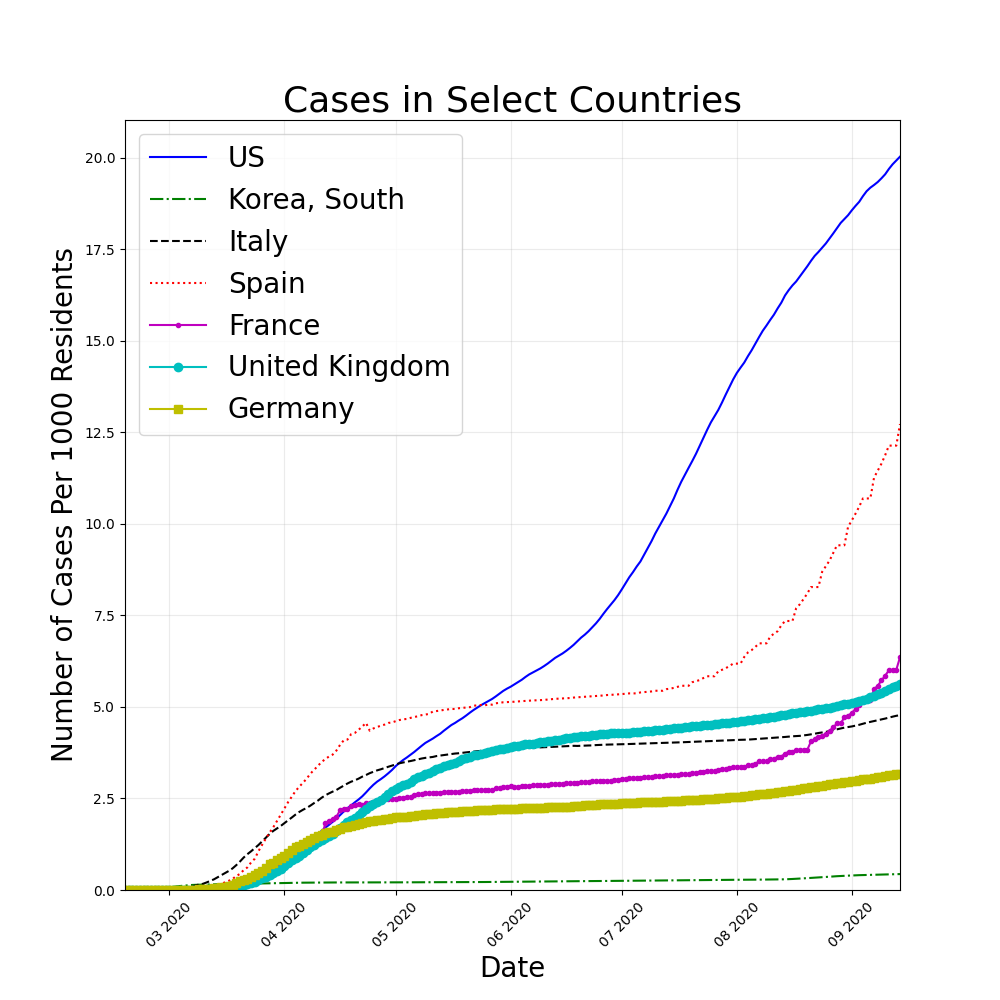 Cases in Select Countries
US
Korea, South
Italy
Spain
France
United Kingdom
Germany
Number of Cases Per 1000 Residents
20.0
17.5
15.0
12.5
10.0
7.5
5.0
2.5
0.0
03 2020
04 2020
05 2020
06 2020
07 2020
08 2020
09 2020
Date